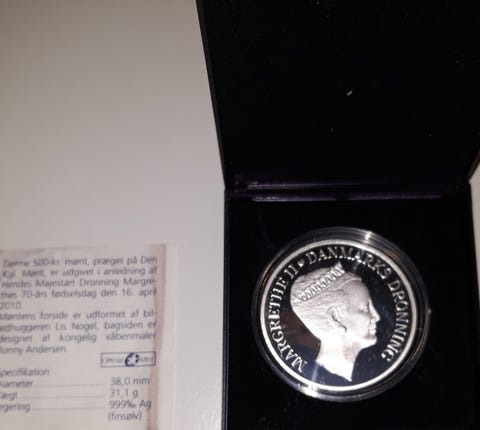 Denne 500-kr. mønt, præget på Den
Kgl. Mønt, er udgivet i anledning af
Hendes Majestæt Dronning Margre-
thes 70-års fødselsdag den 16. april
2010
Møntens forside er udformet af bil-
ledhuggeren Lis Nogel, bagsiden er
designet af kongelig våbenmaler
Ronny Andersen.
Official Mint
Specifikation:
Diameter 38,0 mm
Vægt 31,1 g
Legering 999‰ Ag
(finsølv)
MARGRETHE II DANMARKS DRONNING